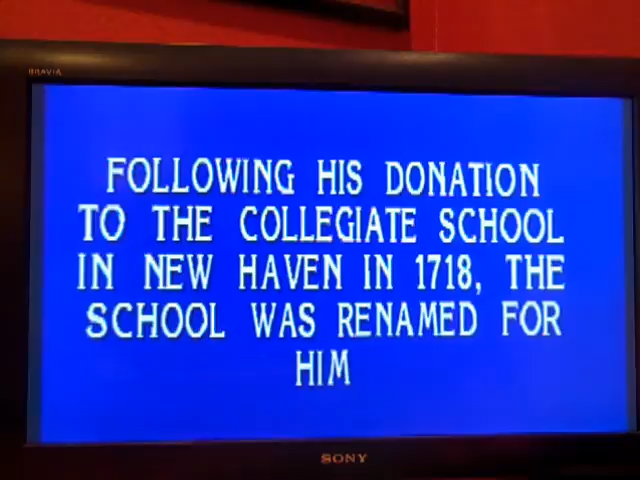 BRAVIA
FOLLOWING HIS DONATION
TO THE COLLEGIATE SCHOOL
IN NEW HAVEN IN 1718, THE
SCHOOL WAS RENAMED FOR
HIM
SONY